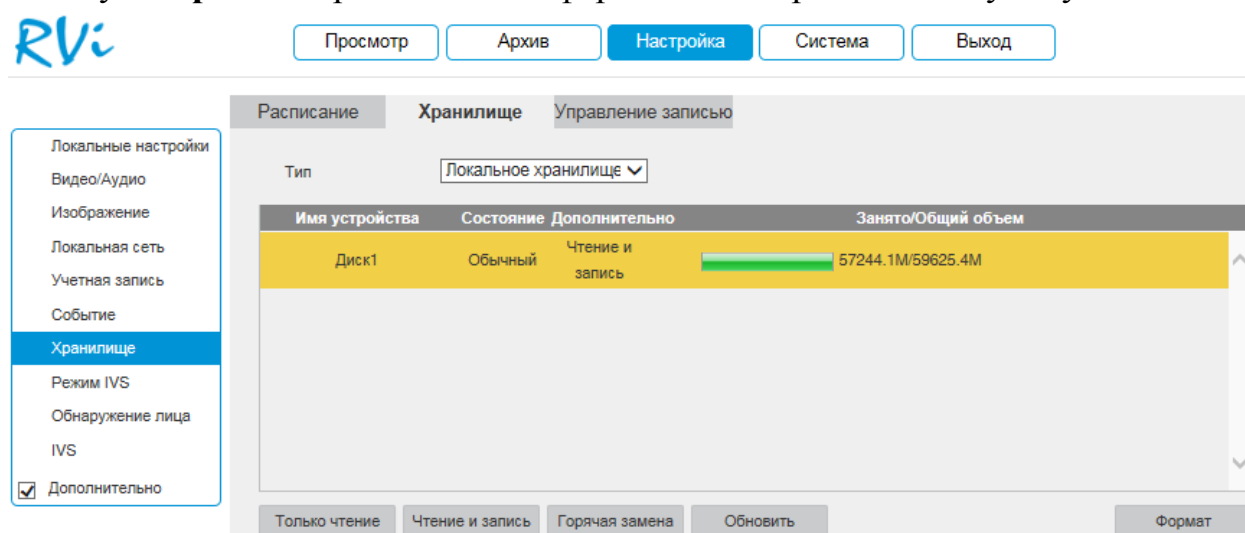 RVi
Просмотр Архив Настройка Система Выход
Расписание Хранилище Управление записью
Локальные настройки
Видео/Аудио
Изображение
Локальная сеть
Учетная запись
Событие
Хранилище
Режим IVS
Обнаружение лица
IVS
Дополнительно
Тип Локальное хранилище
Имя устройства Состояние Дополнительно Занято/Общий объем
Диск1 Обычный Чтение и запись 57244.1M/59625.4M
Только чтение Чтение и запись Горячая замена Обновить Формат